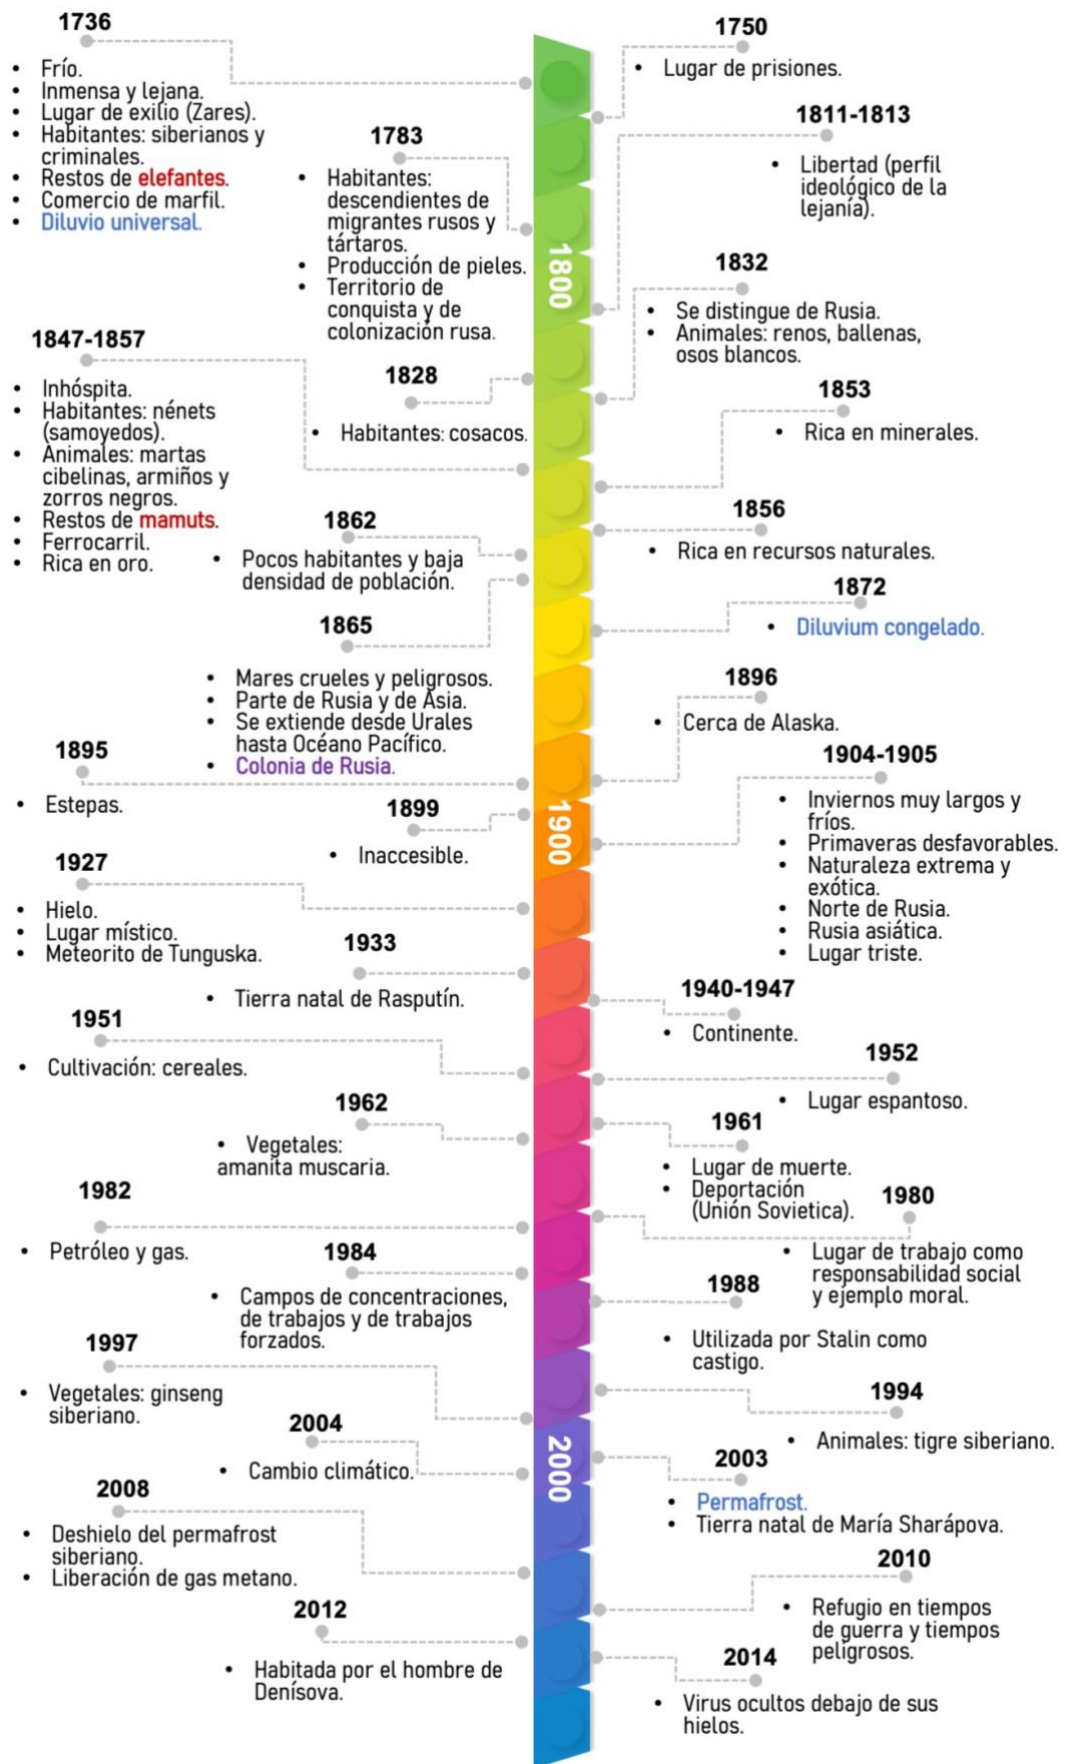 1736
• Frío.
• Inmensa y lejana.
• Lugar de exilio (Zares).
• Habitantes: siberianos y
criminales.
• Restos de elefantes.
• Comercio de marfil.
• Diluvio universal.
1750
• Lugar de prisiones.
1783
• Habitantes:
descendientes de
migrantes rusos y
tártaros.
• Producción de pieles.
• Territorio de
conquista y de
colonización rusa.
1811-1813
• Libertad (perfil
ideológico de la
lejanía).
1800
1828
• Habitantes: cosacos.
1832
• Se distingue de Rusia.
• Animales: renos, ballenas,
osos blancos.
1847-1857
• Inhóspita.
• Habitantes: nénets
(samoyedos).
• Animales: martas
cibelinas, armiños y
zorros negros.
• Restos de mamuts.
• Ferrocarril.
• Rica en oro.
1853
• Rica en minerales.
1856
• Rica en recursos naturales.
1862
• Pocos habitantes y baja
densidad de población.
1865
• Mares crueles y peligrosos.
• Parte de Rusia y de Asia.
• Se extiende desde Urales
hasta Océano Pacífico.
• Colonia de Rusia.
1872
• Diluvium congelado.
1895
• Estepas.
1896
• Cerca de Alaska.
1899
• Inaccesible.
1900
1904-1905
• Inviernos muy largos y
fríos.
• Primaveras desfavorables.
• Naturaleza extrema y
exótica.
• Norte de Rusia.
• Rusia asiática.
• Lugar triste.
1927
• Hielo.
• Lugar místico.
• Meteorito de Tunguska.
1933
• Tierra natal de Rasputín.
1940-1947
• Continente.
1951
• Cultivación: cereales.
1952
• Lugar espantoso.
1961
• Lugar de muerte.
• Deportación
(Unión Sovietica).
1962
• Vegetales:
amanita muscaria.
1980
• Lugar de trabajo como
responsabilidad social
y ejemplo moral.
1982
• Petróleo y gas.
1984
• Campos de concentraciones,
de trabajos y de trabajos
forzados.
1988
• Utilizada por Stalin como
castigo.
1994
• Animales: tigre siberiano.
1997
• Vegetales: ginseng
siberiano.
2000
2003
• Permafrost.
• Tierra natal de María Sharápova.
2004
• Cambio climático.
2008
• Deshielo del permafrost
siberiano.
• Liberación de gas metano.
2010
• Refugio en tiempos
de guerra y tiempos
peligrosos.
2012
• Habitada por el hombre de
Denísova.
2014
• Virus ocultos debajo de sus
hielos.